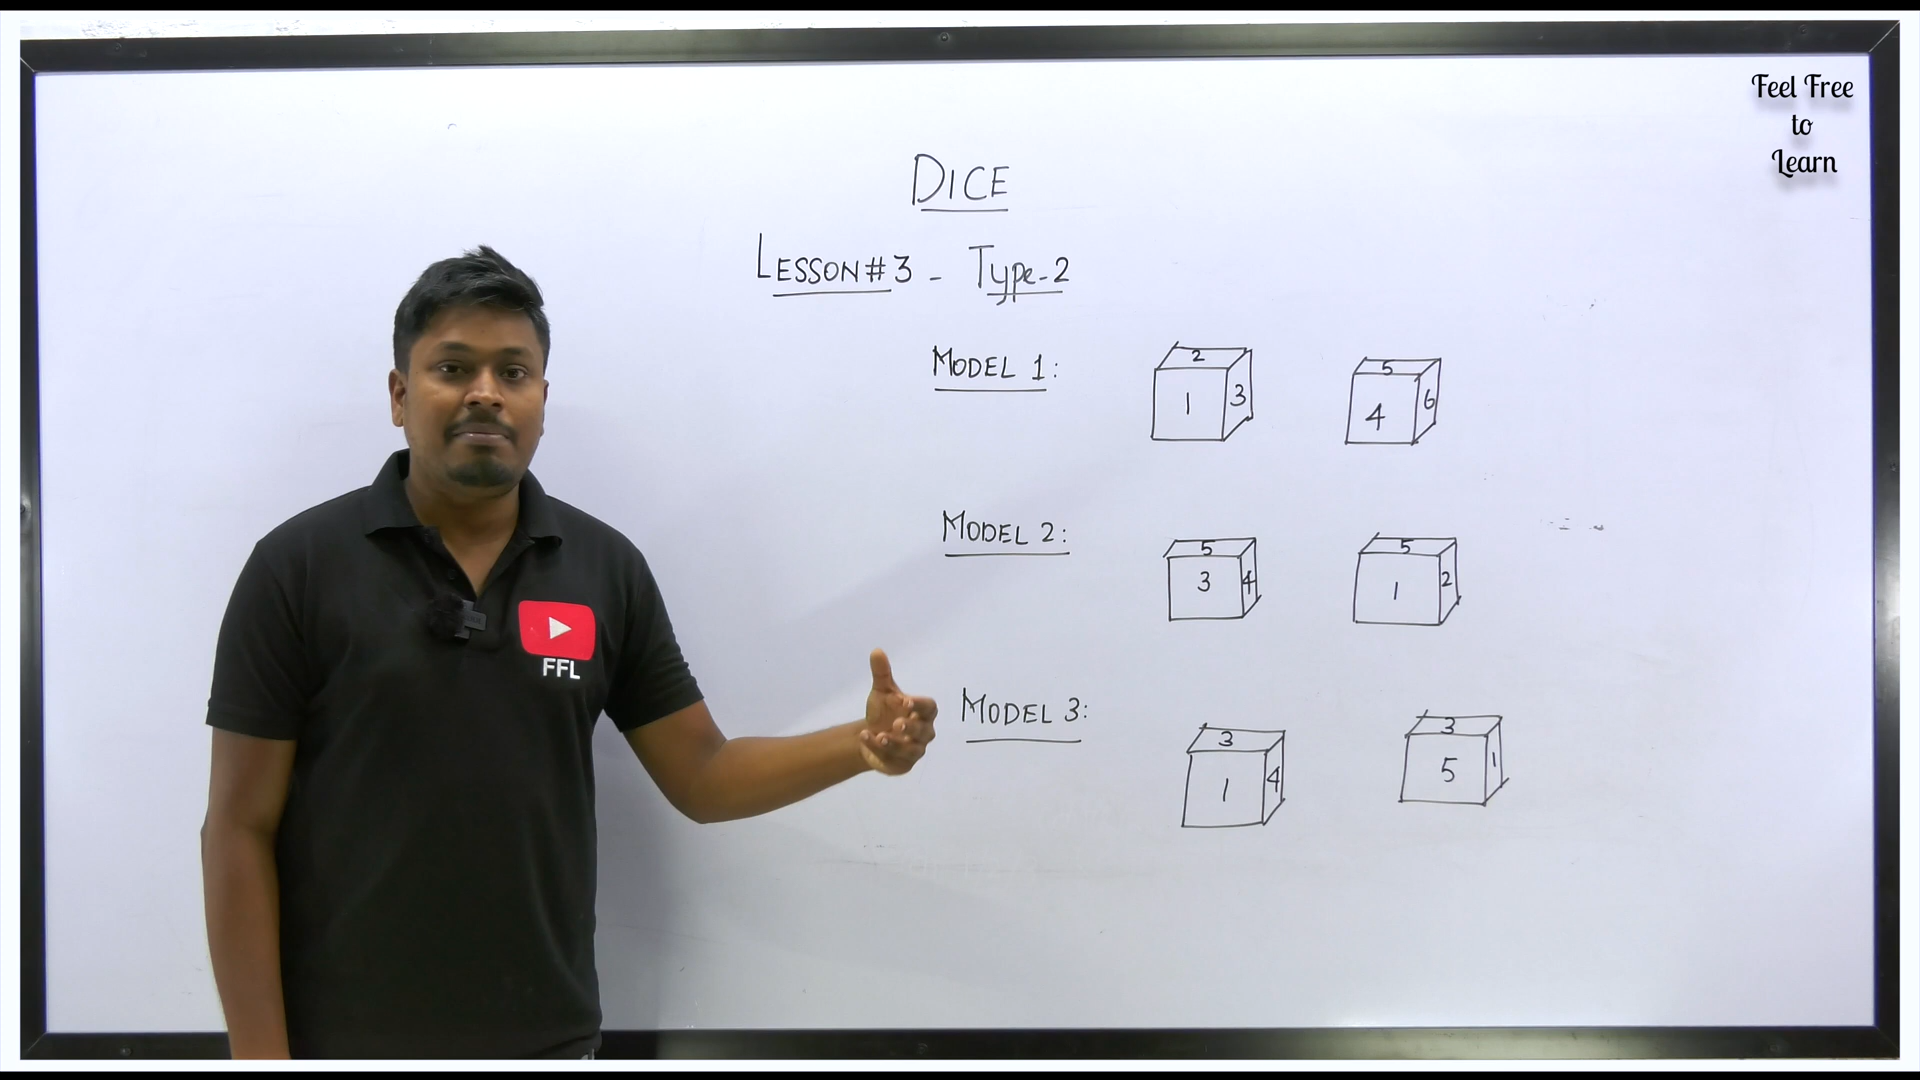 Feel Free
to
Learn
DICE
LESSON#3 - Type-2
MODEL 1:
2
1 3
5
4 6
MODEL 2:
5
3 4
5
1 2
MODEL 3:
3
1 4
3
5 1
FFL